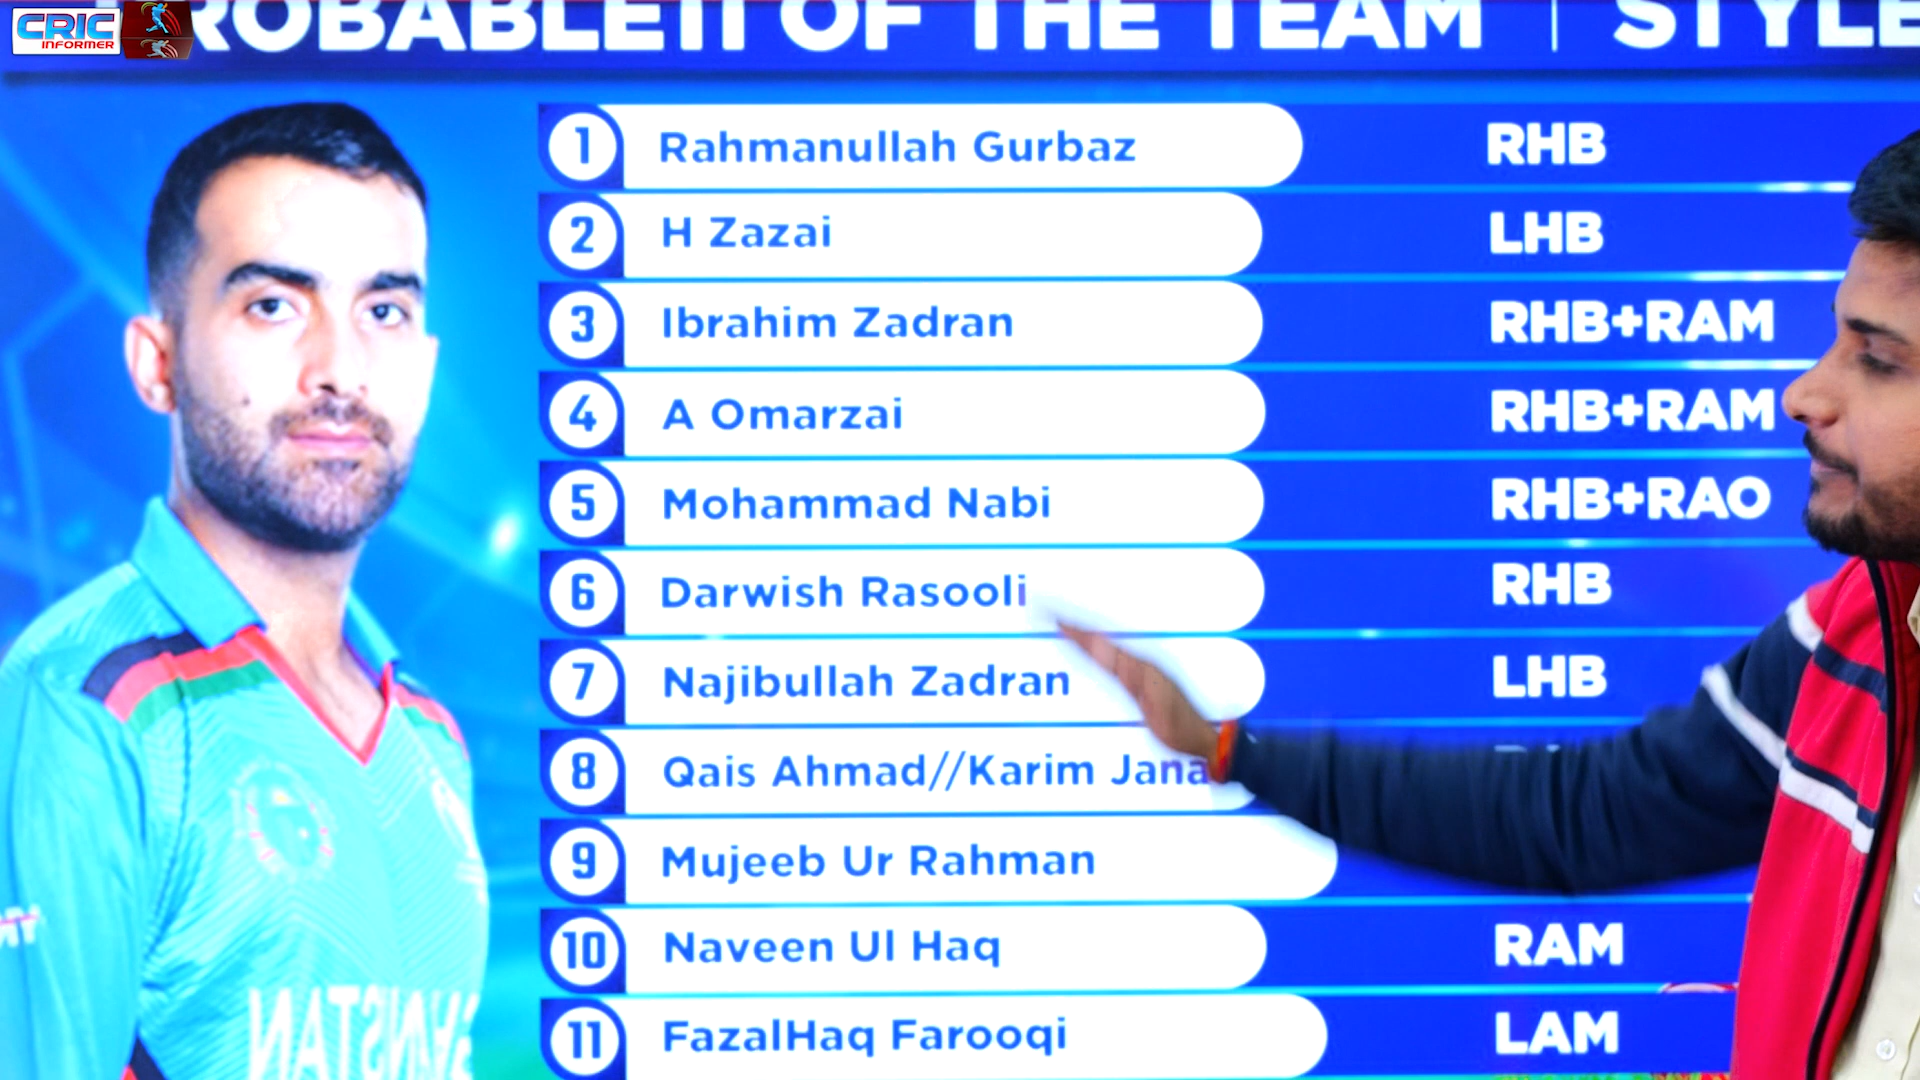 CRIC
INFORMER
PROBABLE11 OF THE TEAM | STYLE
1 Rahmanullah Gurbaz RHB
2 H Zazai LHB
3 Ibrahim Zadran RHB+RAM
4 A Omarzai RHB+RAM
5 Mohammad Nabi RHB+RAO
6 Darwish Rasooli RHB
7 Najibullah Zadran LHB
8 Qais Ahmad//Karim Jana
9 Mujeeb Ur Rahman
10 Naveen Ul Haq RAM
11 FazalHaq Farooqi LAM